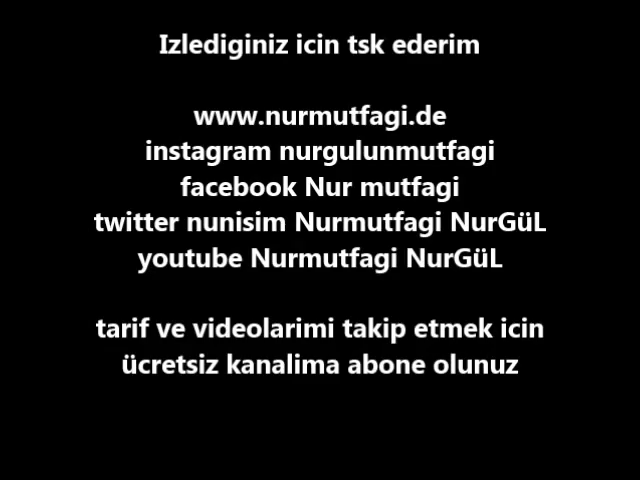 Izlediginiz icin tsk ederim
www.nurmutfagi.de
instagram nurgulunmutfagi
facebook Nur mutfagi
twitter nunisim Nurmutfagi NurGüL
youtube Nurmutfagi NurGüL
tarif ve videolarimi takip etmek icin
ücretsiz kanalima abone olunuz